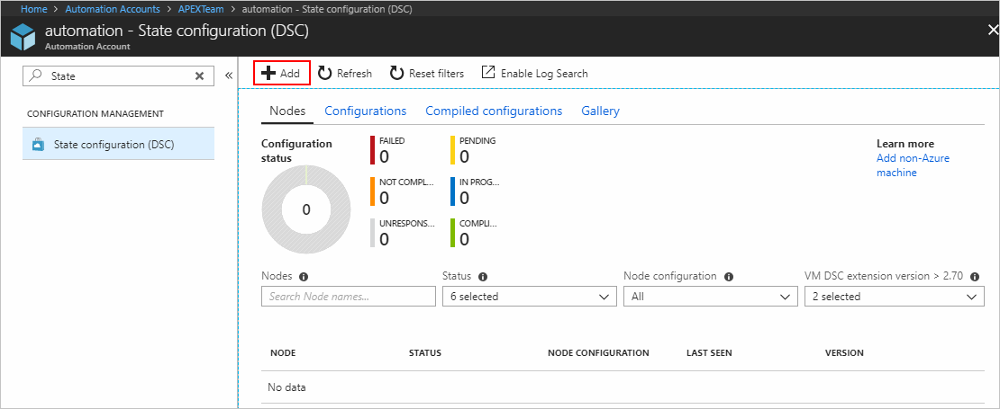 Home > Automation Accounts > APEXTeam > automation - State configuration (DSC)
automation - State configuration (DSC)
Automation Account
State
CONFIGURATION MANAGEMENT
State configuration (DSC)
Add Refresh Reset filters Enable Log Search
Nodes Configurations Compiled configurations Gallery
Configuration
status
0
FAILED
0
PENDING
0
NOT COMPL...
0
IN PROG...
0
UNRESPONS...
0
COMPLI...
0
Learn more
Add non-Azure
machine
Nodes
Search Node names...
Status
6 selected
Node configuration
All
VM DSC extension version > 2.70
2 selected
NODE STATUS NODE CONFIGURATION LAST SEEN VERSION
No data